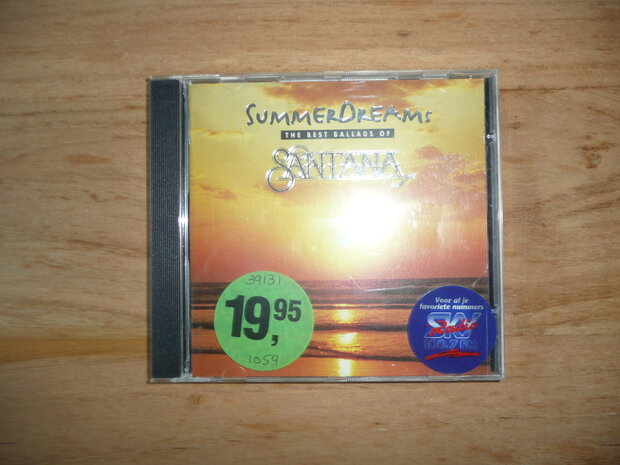 SUMMERDREAMS
THE BEST BALLADS OF
SANTANA
39131
19,95
1059
Voor al je
favoriete nummers
SKY
Radio
100.7 FM